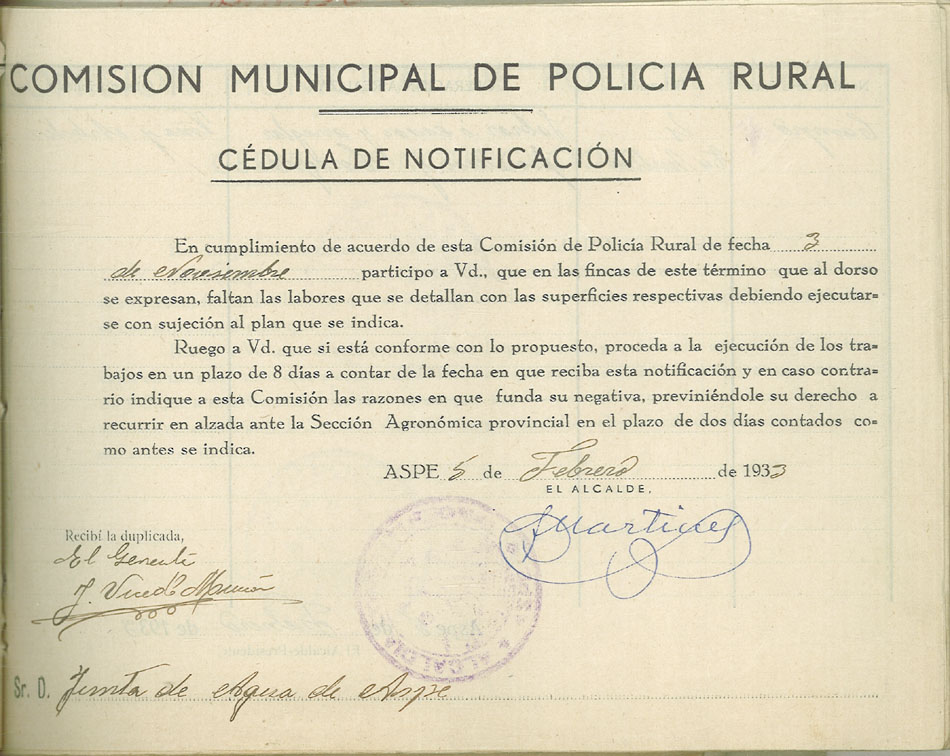 COMISION MUNICIPAL DE POLICIA RURAL
CÉDULA DE NOTIFICACIÓN
En cumplimiento de acuerdo de esta Comisión de Policía Rural de fecha 3
de Noviembre participo a Vd., que en las fincas de este término que al dorso
se expresan, faltan las labores que se detallan con las superficies respectivas debiendo ejecutar=
se con sujeción al plan que se indica.
Ruego a Vd. que si está conforme con lo propuesto, proceda a la ejecución de los tra=
bajos en un plazo de 8 días a contar de la fecha en que reciba esta notificación y en caso contra=
rio indique a esta Comisión las razones en que funda su negativa, previniéndole su derecho a
recurrir en alzada ante la Sección Agronómica provincial en el plazo de dos días contados co=
mo antes se indica.
ASPE 5 de Febrero de 1933
EL ALCALDE,
Martinez
Recibí la duplicada,
El Gerente
J. Vicedo
ALCALDIA
Sr. D. Junta de Agua de Aspe